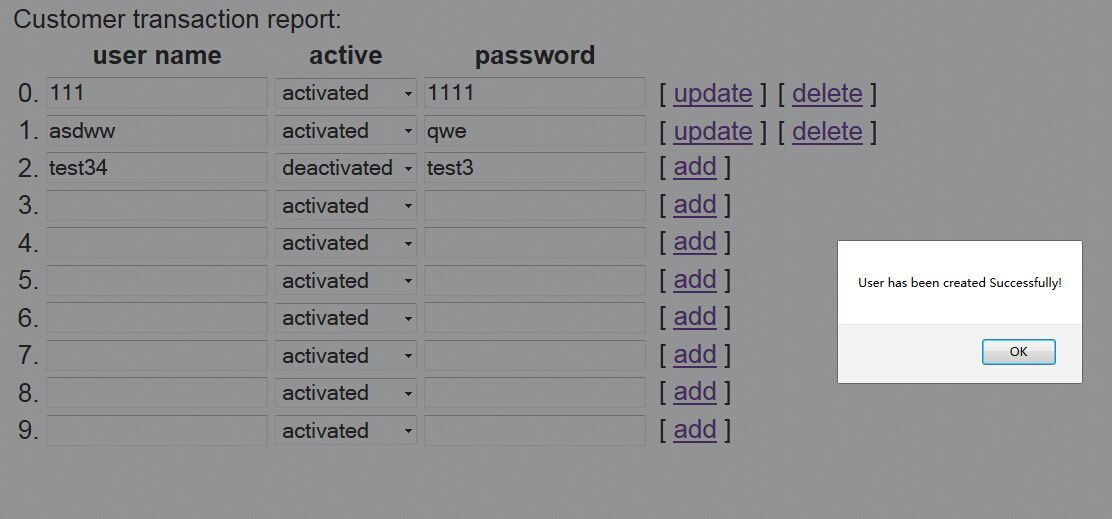 Customer transaction report:
user name active password
0. 111 activated 1111 [ update ] [ delete ]
1. asdww activated qwe [ update ] [ delete ]
2. test34 deactivated test3 [ add ]
3. activated [ add ]
4. activated [ add ]
5. activated [ add ]
6. activated [ add ]
7. activated [ add ]
8. activated [ add ]
9. activated [ add ]
User has been created Successfully!
OK